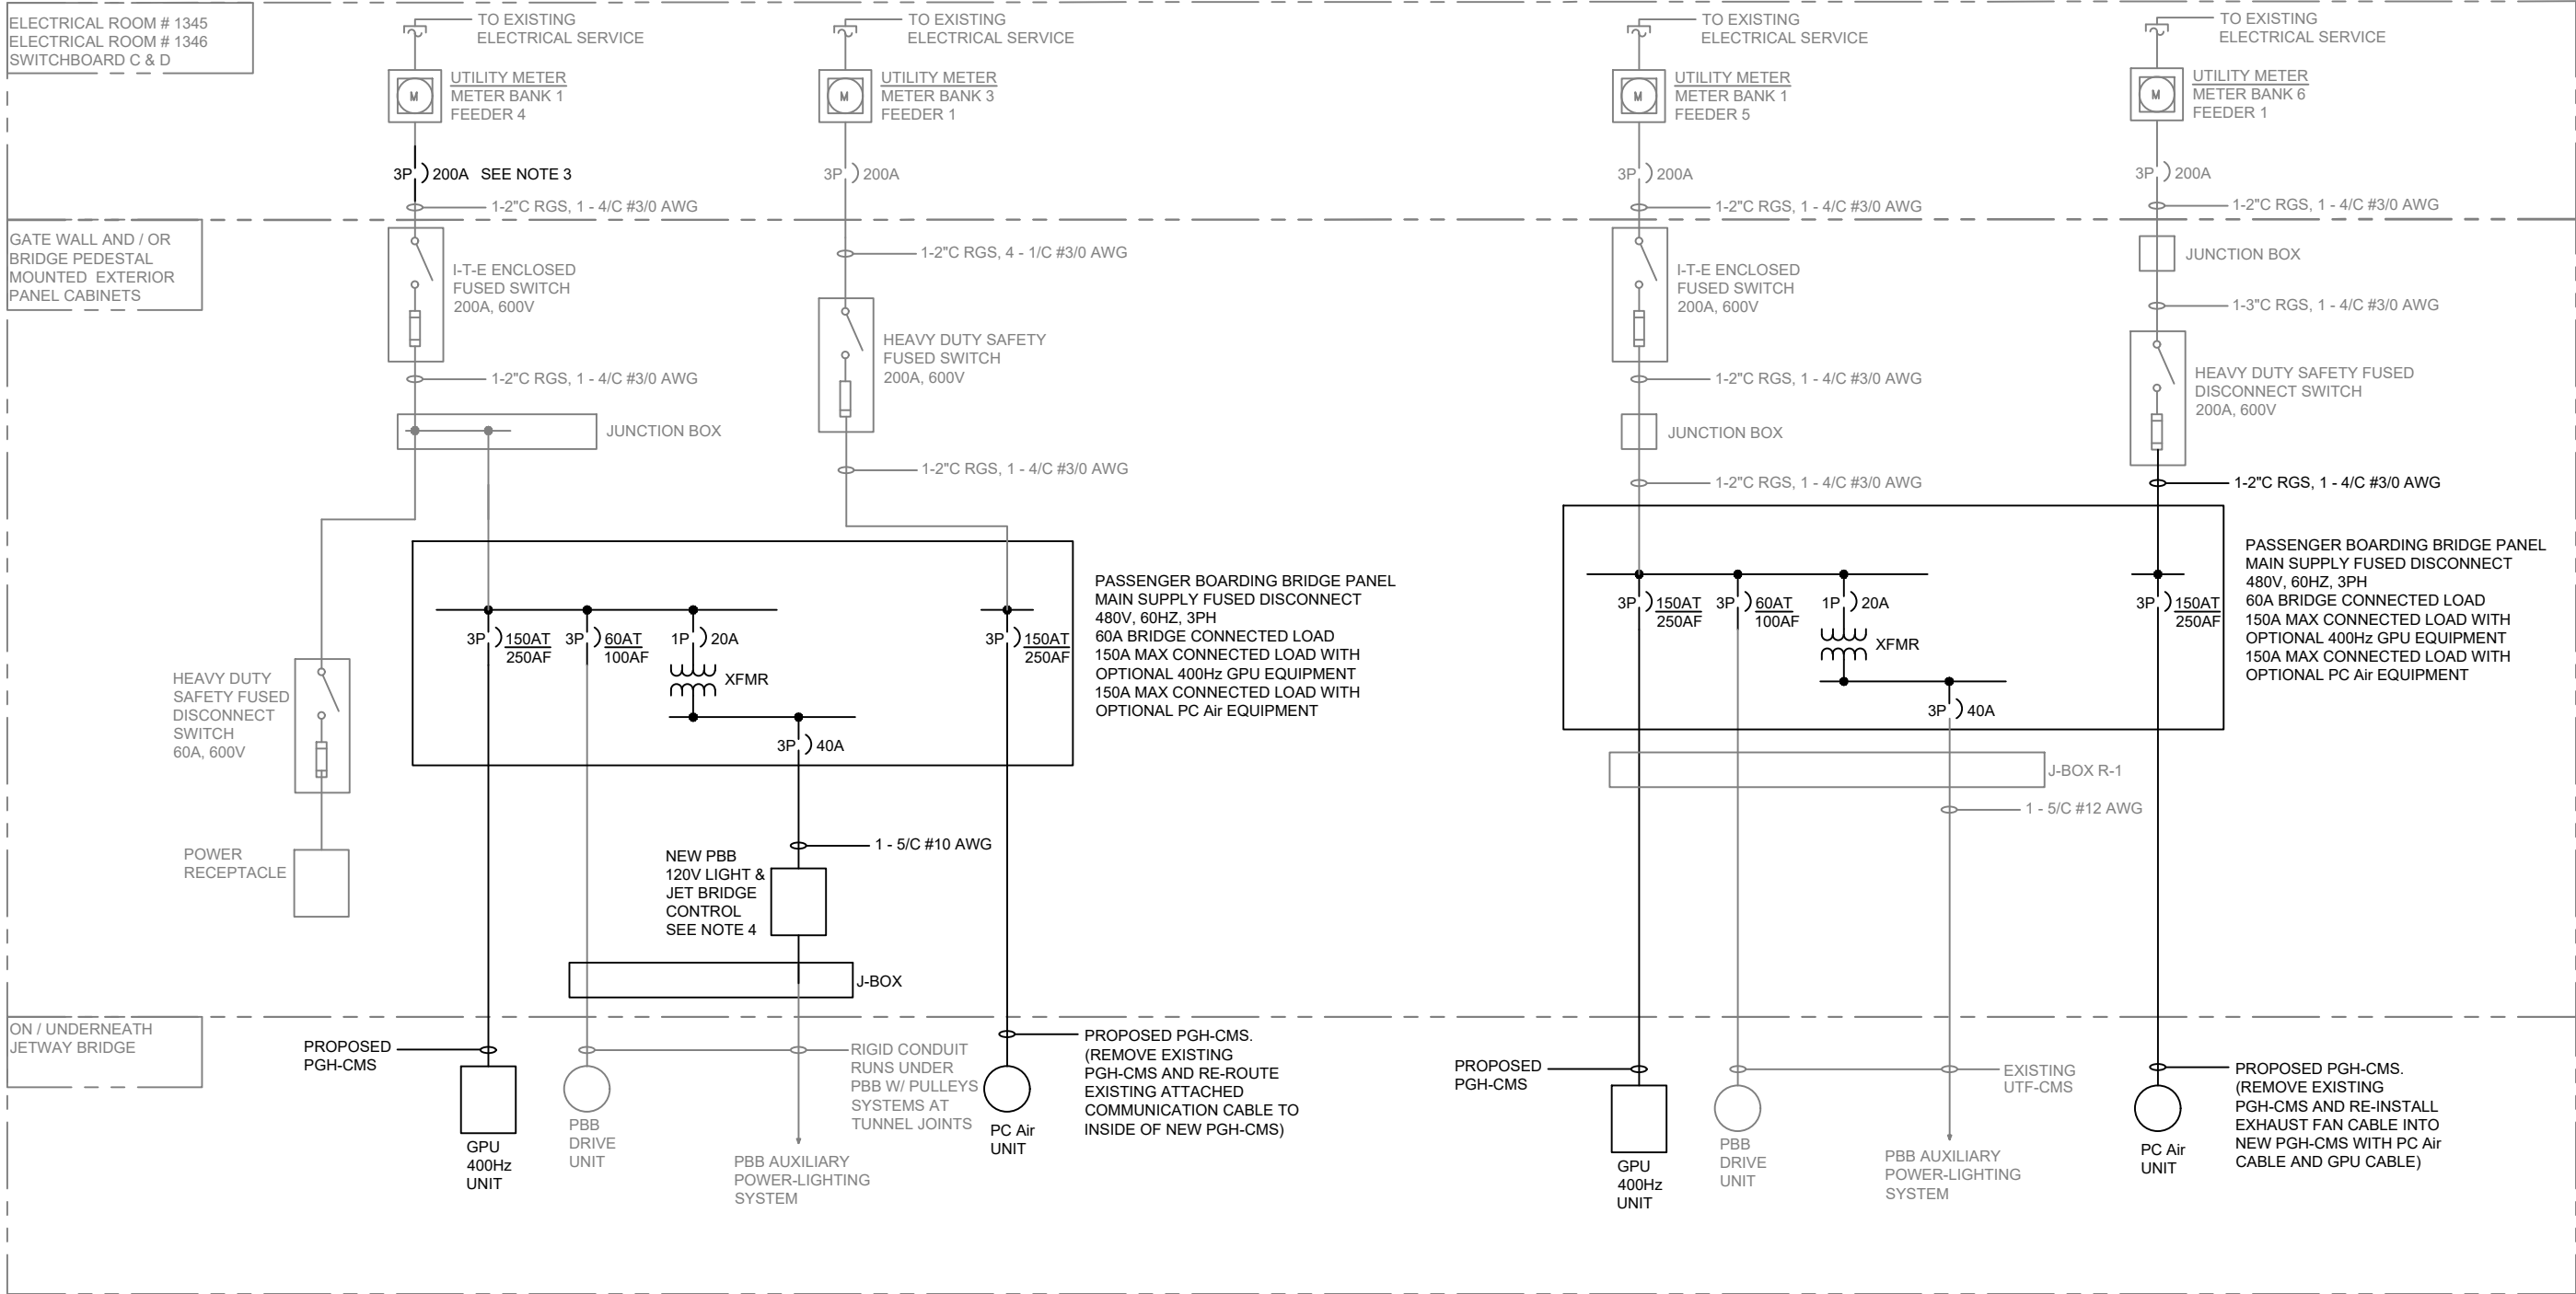 ELECTRICAL ROOM # 1345
ELECTRICAL ROOM # 1346
SWITCHBOARD C & D
TO EXISTING
ELECTRICAL SERVICE
TO EXISTING
ELECTRICAL SERVICE
TO EXISTING
ELECTRICAL SERVICE
TO EXISTING
ELECTRICAL SERVICE
M
UTILITY METER
METER BANK 1
FEEDER 4
M
UTILITY METER
METER BANK 3
FEEDER 1
M
UTILITY METER
METER BANK 1
FEEDER 5
M
UTILITY METER
METER BANK 6
FEEDER 1
3P 200A SEE NOTE 3
3P 200A
3P 200A
3P 200A
1-2"C RGS, 1 - 4/C #3/0 AWG
1-2"C RGS, 1 - 4/C #3/0 AWG
1-2"C RGS, 1 - 4/C #3/0 AWG
GATE WALL AND / OR
BRIDGE PEDESTAL
MOUNTED EXTERIOR
PANEL CABINETS
I-T-E ENCLOSED
FUSED SWITCH
200A, 600V
1-2"C RGS, 4 - 1/C #3/0 AWG
HEAVY DUTY SAFETY
FUSED SWITCH
200A, 600V
I-T-E ENCLOSED
FUSED SWITCH
200A, 600V
JUNCTION BOX
1-3"C RGS, 1 - 4/C #3/0 AWG
HEAVY DUTY SAFETY FUSED
DISCONNECT SWITCH
200A, 600V
1-2"C RGS, 1 - 4/C #3/0 AWG
JUNCTION BOX
1-2"C RGS, 1 - 4/C #3/0 AWG
1-2"C RGS, 1 - 4/C #3/0 AWG
JUNCTION BOX
1-2"C RGS, 1 - 4/C #3/0 AWG
1-2"C RGS, 1 - 4/C #3/0 AWG
3P 150AT
250AF
3P 60AT
100AF
1P 20A
XFMR
3P 40A
3P 150AT
250AF
PASSENGER BOARDING BRIDGE PANEL
MAIN SUPPLY FUSED DISCONNECT
480V, 60HZ, 3PH
60A BRIDGE CONNECTED LOAD
150A MAX CONNECTED LOAD WITH
OPTIONAL 400Hz GPU EQUIPMENT
150A MAX CONNECTED LOAD WITH
OPTIONAL PC Air EQUIPMENT
3P 150AT
250AF
3P 60AT
100AF
1P 20A
XFMR
3P 40A
3P 150AT
250AF
PASSENGER BOARDING BRIDGE PANEL
MAIN SUPPLY FUSED DISCONNECT
480V, 60HZ, 3PH
60A BRIDGE CONNECTED LOAD
150A MAX CONNECTED LOAD WITH
OPTIONAL 400Hz GPU EQUIPMENT
150A MAX CONNECTED LOAD WITH
OPTIONAL PC Air EQUIPMENT
HEAVY DUTY
SAFETY FUSED
DISCONNECT
SWITCH
60A, 600V
POWER
RECEPTACLE
1 - 5/C #10 AWG
NEW PBB
120V LIGHT &
JET BRIDGE
CONTROL
SEE NOTE 4
J-BOX
J-BOX R-1
1 - 5/C #12 AWG
ON / UNDERNEATH
JETWAY BRIDGE
PROPOSED
PGH-CMS
GPU
400Hz
UNIT
PBB
DRIVE
UNIT
RIGID CONDUIT
RUNS UNDER
PBB W/ PULLEYS
SYSTEMS AT
TUNNEL JOINTS
PBB AUXILIARY
POWER-LIGHTING
SYSTEM
PC Air
UNIT
PROPOSED PGH-CMS.
(REMOVE EXISTING
PGH-CMS AND RE-ROUTE
EXISTING ATTACHED
COMMUNICATION CABLE TO
INSIDE OF NEW PGH-CMS)
PROPOSED
PGH-CMS
GPU
400Hz
UNIT
PBB
DRIVE
UNIT
EXISTING
UTF-CMS
PBB AUXILIARY
POWER-LIGHTING
SYSTEM
PC Air
UNIT
PROPOSED PGH-CMS.
(REMOVE EXISTING
PGH-CMS AND RE-INSTALL
EXHAUST FAN CABLE INTO
NEW PGH-CMS WITH PC Air
CABLE AND GPU CABLE)